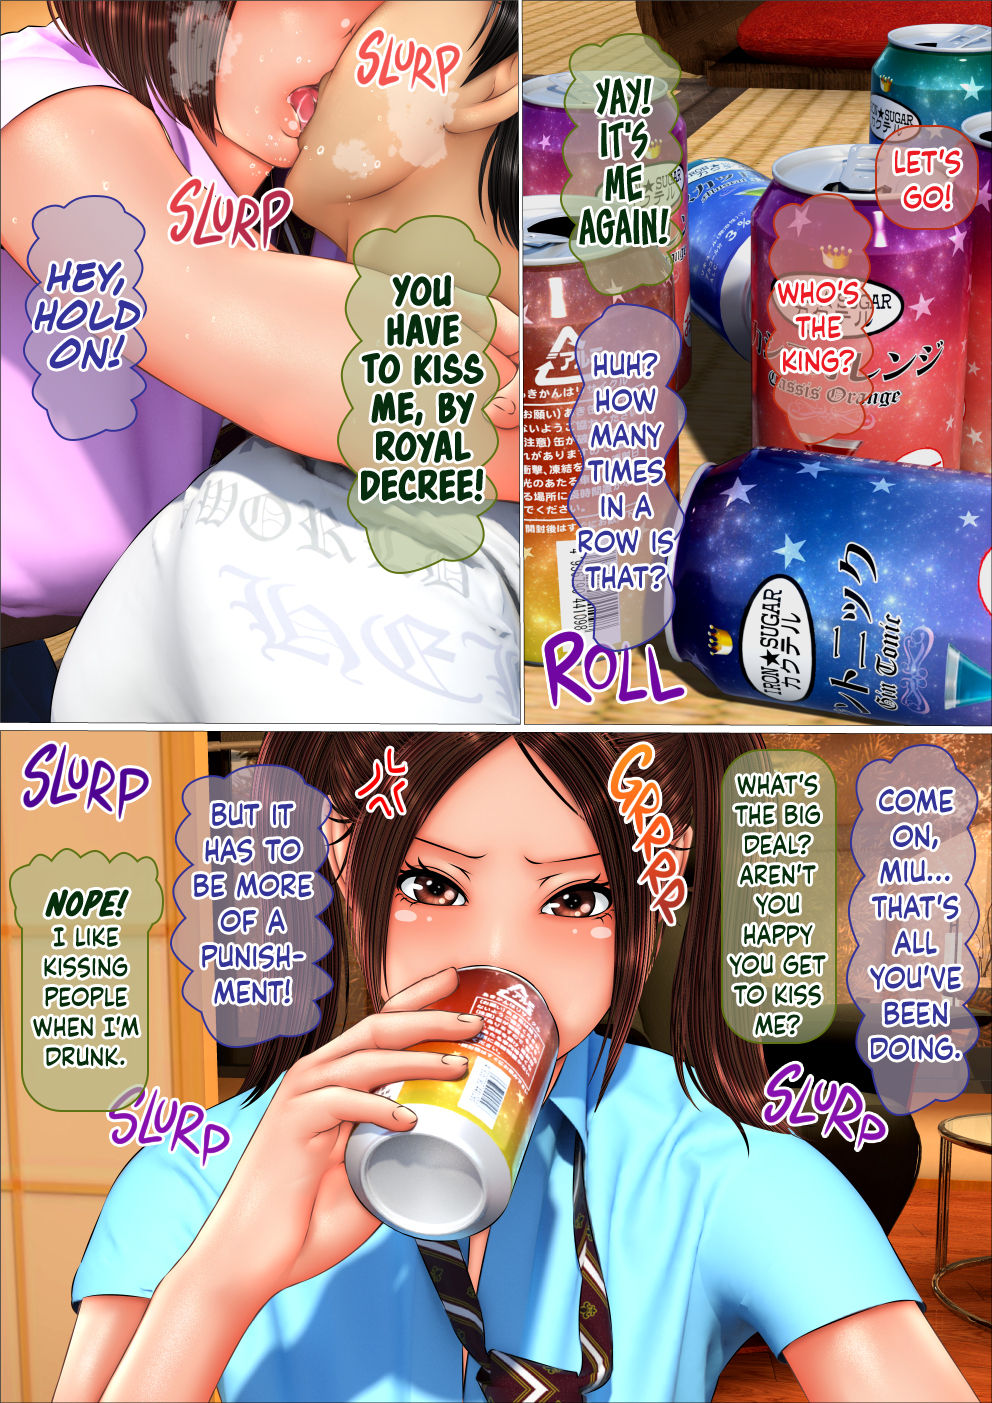 LET'S
GO!
WHO'S
THE
KING?
YAY!
IT'S
ME
AGAIN!
HUH?
HOW
MANY
TIMES
IN A
ROW IS
THAT?
ROLL
IRON★SUGAR
カクテル
Gin Tonic
Cassis Orange
SLURP
SLURP
YOU
HAVE
TO KISS
ME, BY
ROYAL
DECREE!
HEY,
HOLD
ON!
WORLD
COME
ON,
MIU...
THAT'S
ALL
YOU'VE
BEEN
DOING.
WHAT'S
THE BIG
DEAL?
AREN'T
YOU
HAPPY
YOU GET
TO KISS
ME?
GRRRR
BUT IT
HAS TO
BE MORE
OF A
PUNISH-
MENT!
NOPE!
I LIKE
KISSING
PEOPLE
WHEN I'M
DRUNK.
SLURP
SLURP
SLURP